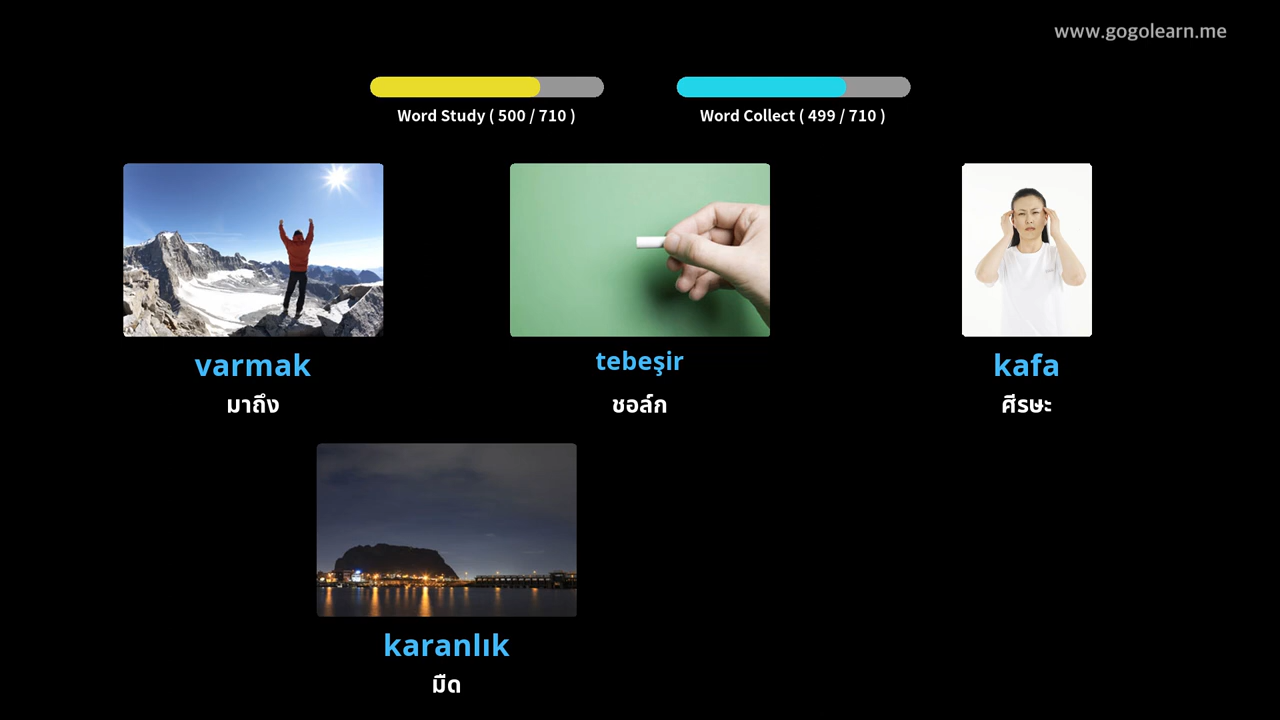 www.gogolearn.me
Word Study ( 500 / 710 )
Word Collect ( 499 / 710 )
varmak
มาถึง
tebeşir
ชอล์ก
kafa
ศีรษะ
karanlık
มืด